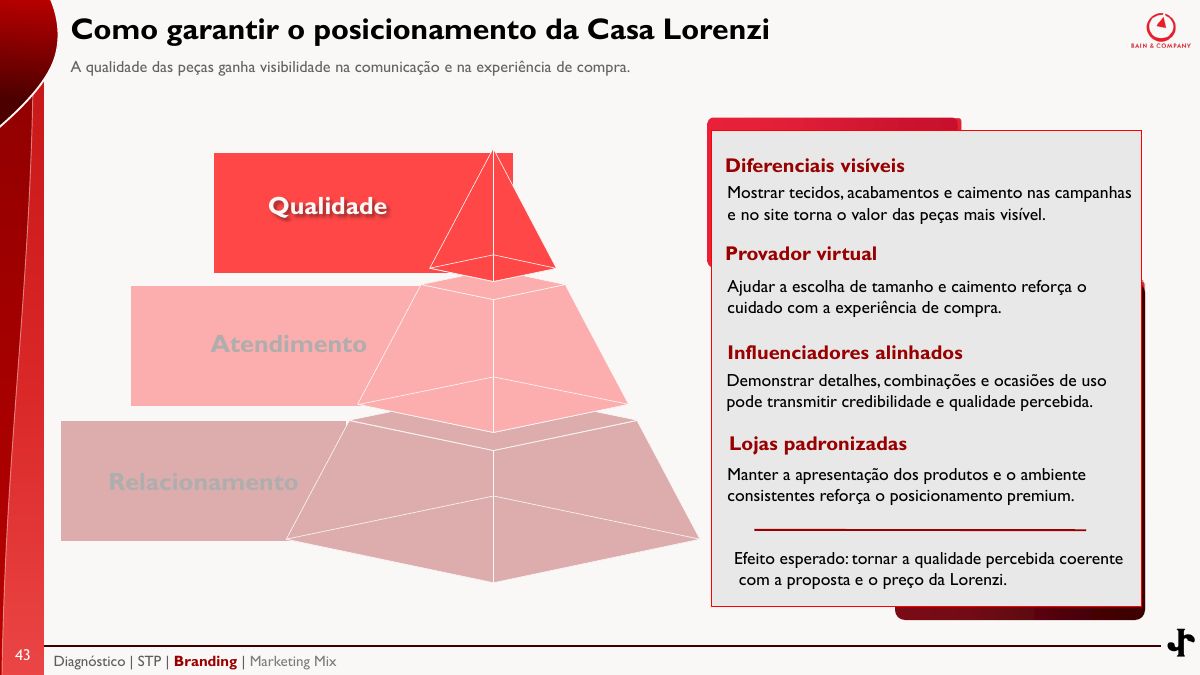 Como garantir o posicionamento da Casa Lorenzi
BAIN & COMPANY
A qualidade das peças ganha visibilidade na comunicação e na experiência de compra.
Qualidade
Atendimento
Relacionamento
Diferenciais visíveis
Mostrar tecidos, acabamentos e caimento nas campanhas
e no site torna o valor das peças mais visível.
Provador virtual
Ajudar a escolha de tamanho e caimento reforça o
cuidado com a experiência de compra.
Influenciadores alinhados
Demonstrar detalhes, combinações e ocasiões de uso
pode transmitir credibilidade e qualidade percebida.
Lojas padronizadas
Manter a apresentação dos produtos e o ambiente
consistentes reforça o posicionamento premium.
Efeito esperado: tornar a qualidade percebida coerente
com a proposta e o preço da Lorenzi.
43
Diagnóstico | STP | Branding | Marketing Mix